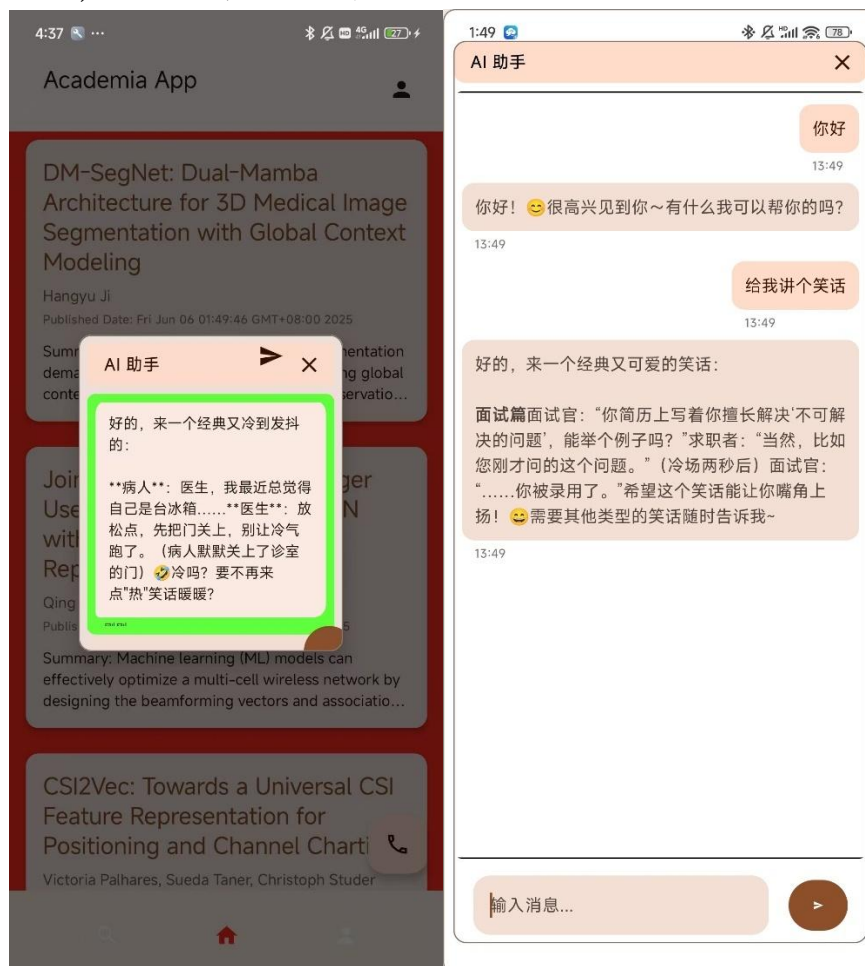 4:37
4G
27
Academia App
DM-SegNet: Dual-Mamba
Architecture for 3D Medical Image
Segmentation with Global Context
Modeling
Hangyu Ji
Published Date: Fri Jun 06 01:49:46 GMT+08:00 2025
AI 助手
好的，来一个经典又冷到发抖
的：
**病人**：医生，我最近总觉得
自己是台冰箱……**医生**：放
松点，先把门关上，别让冷气
跑了。（病人默默关上了诊室
的门）🤣冷吗？要不再来
点"热"笑话暖暖？
Qing
Summary: Machine learning (ML) models can
effectively optimize a multi-cell wireless network by
designing the beamforming vectors and associatio...
CSI2Vec: Towards a Universal CSI
Feature Representation for
Positioning and Channel Charti
Victoria Palhares, Sueda Taner, Christoph Studer
1:49
78
AI 助手
你好
13:49
你好！😊很高兴见到你～有什么我可以帮你的吗？
13:49
给我讲个笑话
13:49
好的，来一个经典又可爱的笑话：
面试篇面试官：“你简历上写着你擅长解决‘不可解
决的问题’，能举个例子吗？”求职者：“当然，比如
您刚才问的这个问题。”（冷场两秒后）面试官：
“……你被录用了。”希望这个笑话能让你嘴角上
扬！😄需要其他类型的笑话随时告诉我~
13:49
输入消息...